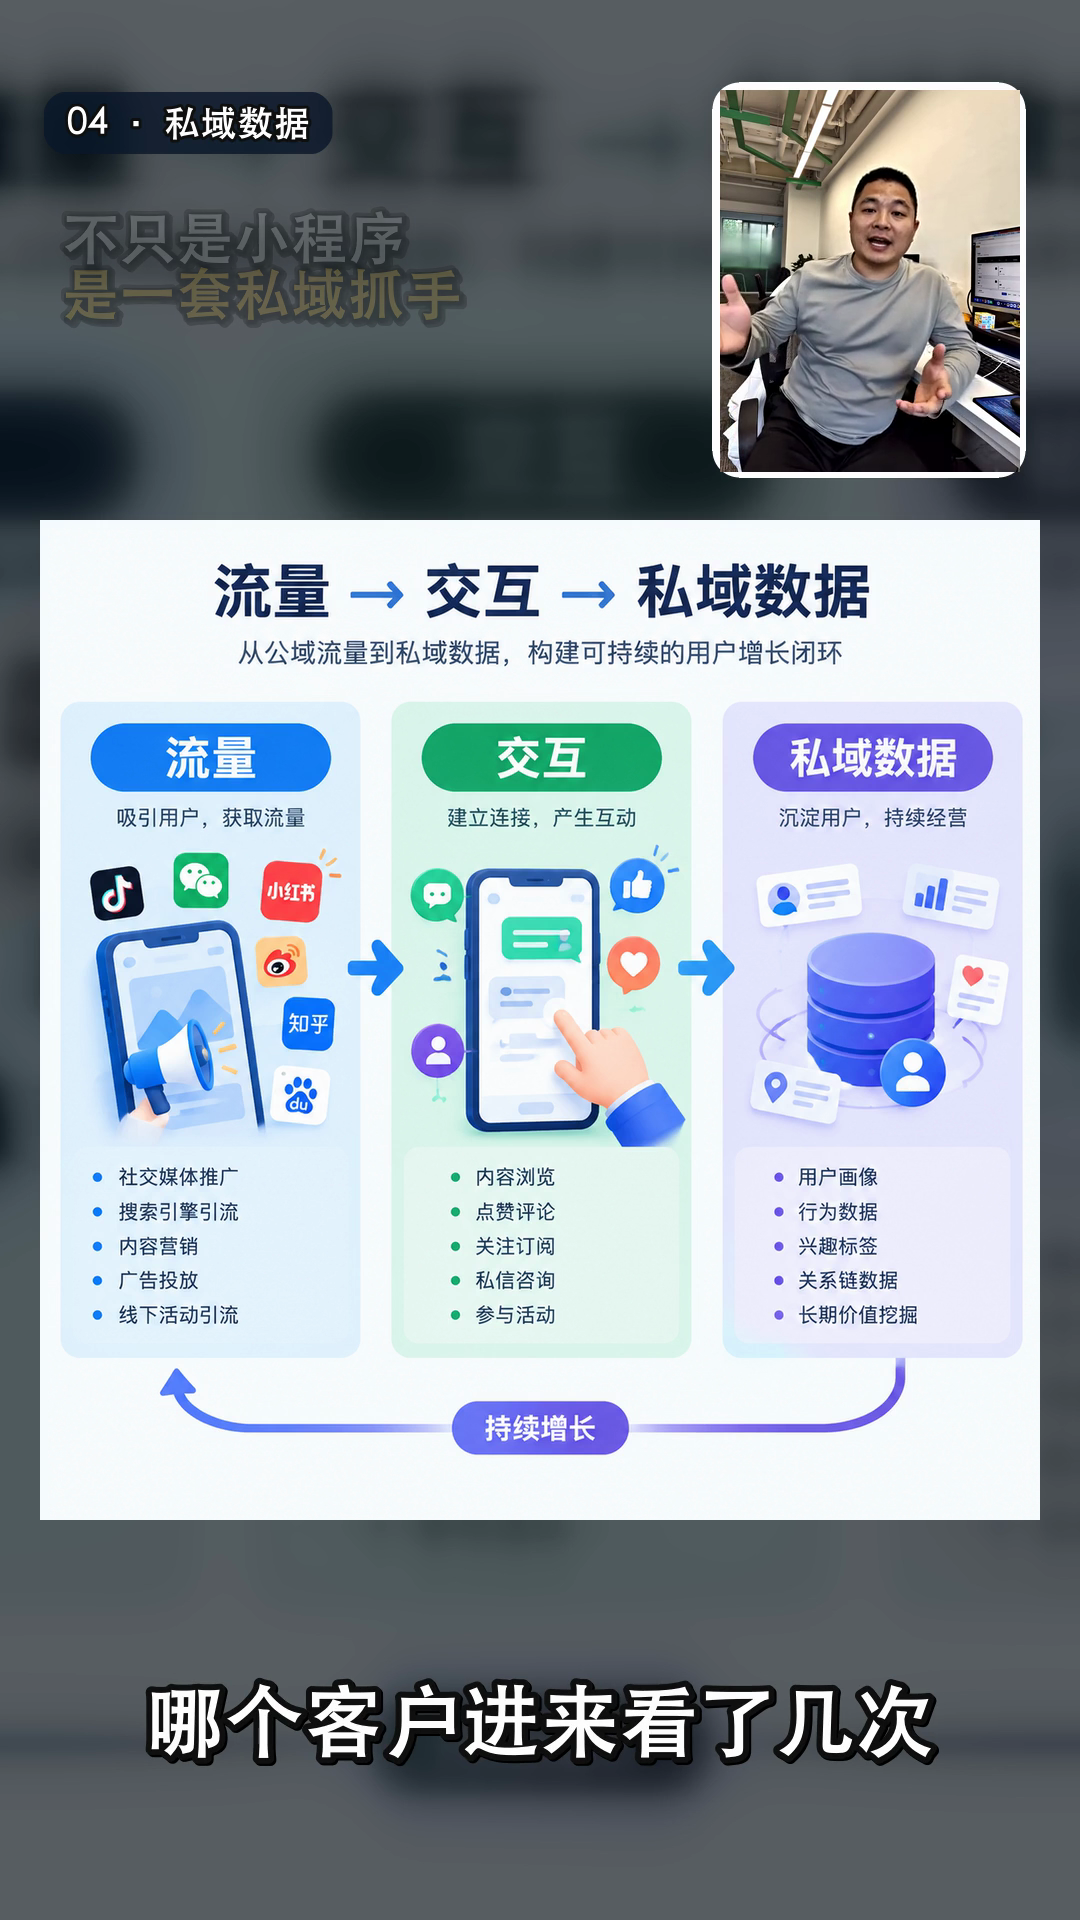 04 · 私域数据
不只是小程序
是一套私域抓手
流量 → 交互 → 私域数据
从公域流量到私域数据，构建可持续的用户增长闭环
流量
吸引用户，获取流量
小红书
知乎
du
社交媒体推广
搜索引擎引流
内容营销
广告投放
线下活动引流
交互
建立连接，产生互动
内容浏览
点赞评论
关注订阅
私信咨询
参与活动
私域数据
沉淀用户，持续经营
用户画像
行为数据
兴趣标签
关系链数据
长期价值挖掘
持续增长
哪个客户进来看了几次